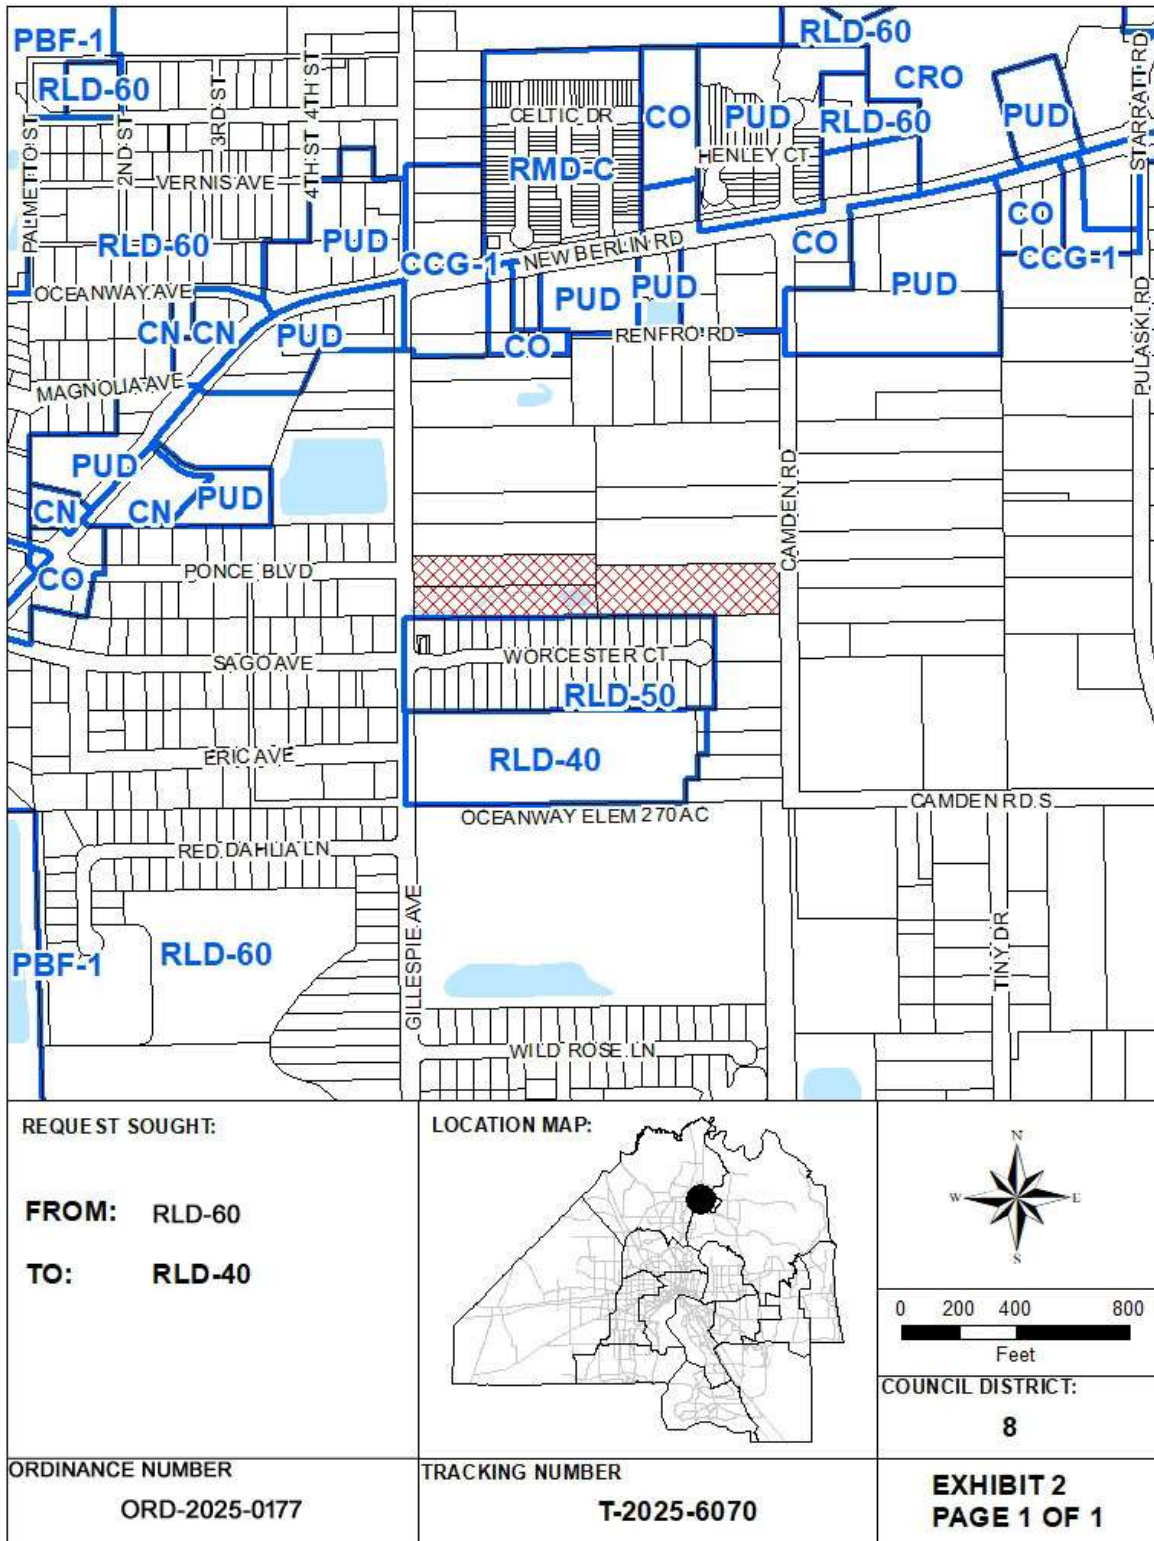 PBF-1
RLD-60
RLD-60
CRO
PUD
STARRATT RD
PALMETTO ST
2ND ST
3RD ST
4TH ST
4TH ST
CELTIC DR
CO
PUD
RLD-60
HENLEY CT
VERNIS AVE
RMD-C
RLD-60
PUD
CCG-1
NEW BERLIN RD
CO
CO
CCG-1
OCEANWAY AVE
CN
CN
PUD
PUD
PUD
PUD
CO
RENFRO RD
PULASKI RD
MAGNOLIA AVE
PUD
CN
CN
PUD
CAMDEN RD
CO
PONCE BLVD
SAGO AVE
WORCESTER CT
RLD-50
ERIC AVE
RLD-40
OCEANWAY ELEM 270 AC
CAMDEN RD S
RED DAHLIA LN
GILLESPIE AVE
RLD-60
PBF-1
TINY DR
WILD ROSE LN
REQUEST SOUGHT:
FROM: RLD-60
TO: RLD-40
LOCATION MAP:
N
W E
S
0 200 400 800
Feet
COUNCIL DISTRICT:
8
ORDINANCE NUMBER
ORD-2025-0177
TRACKING NUMBER
T-2025-6070
EXHIBIT 2
PAGE 1 OF 1